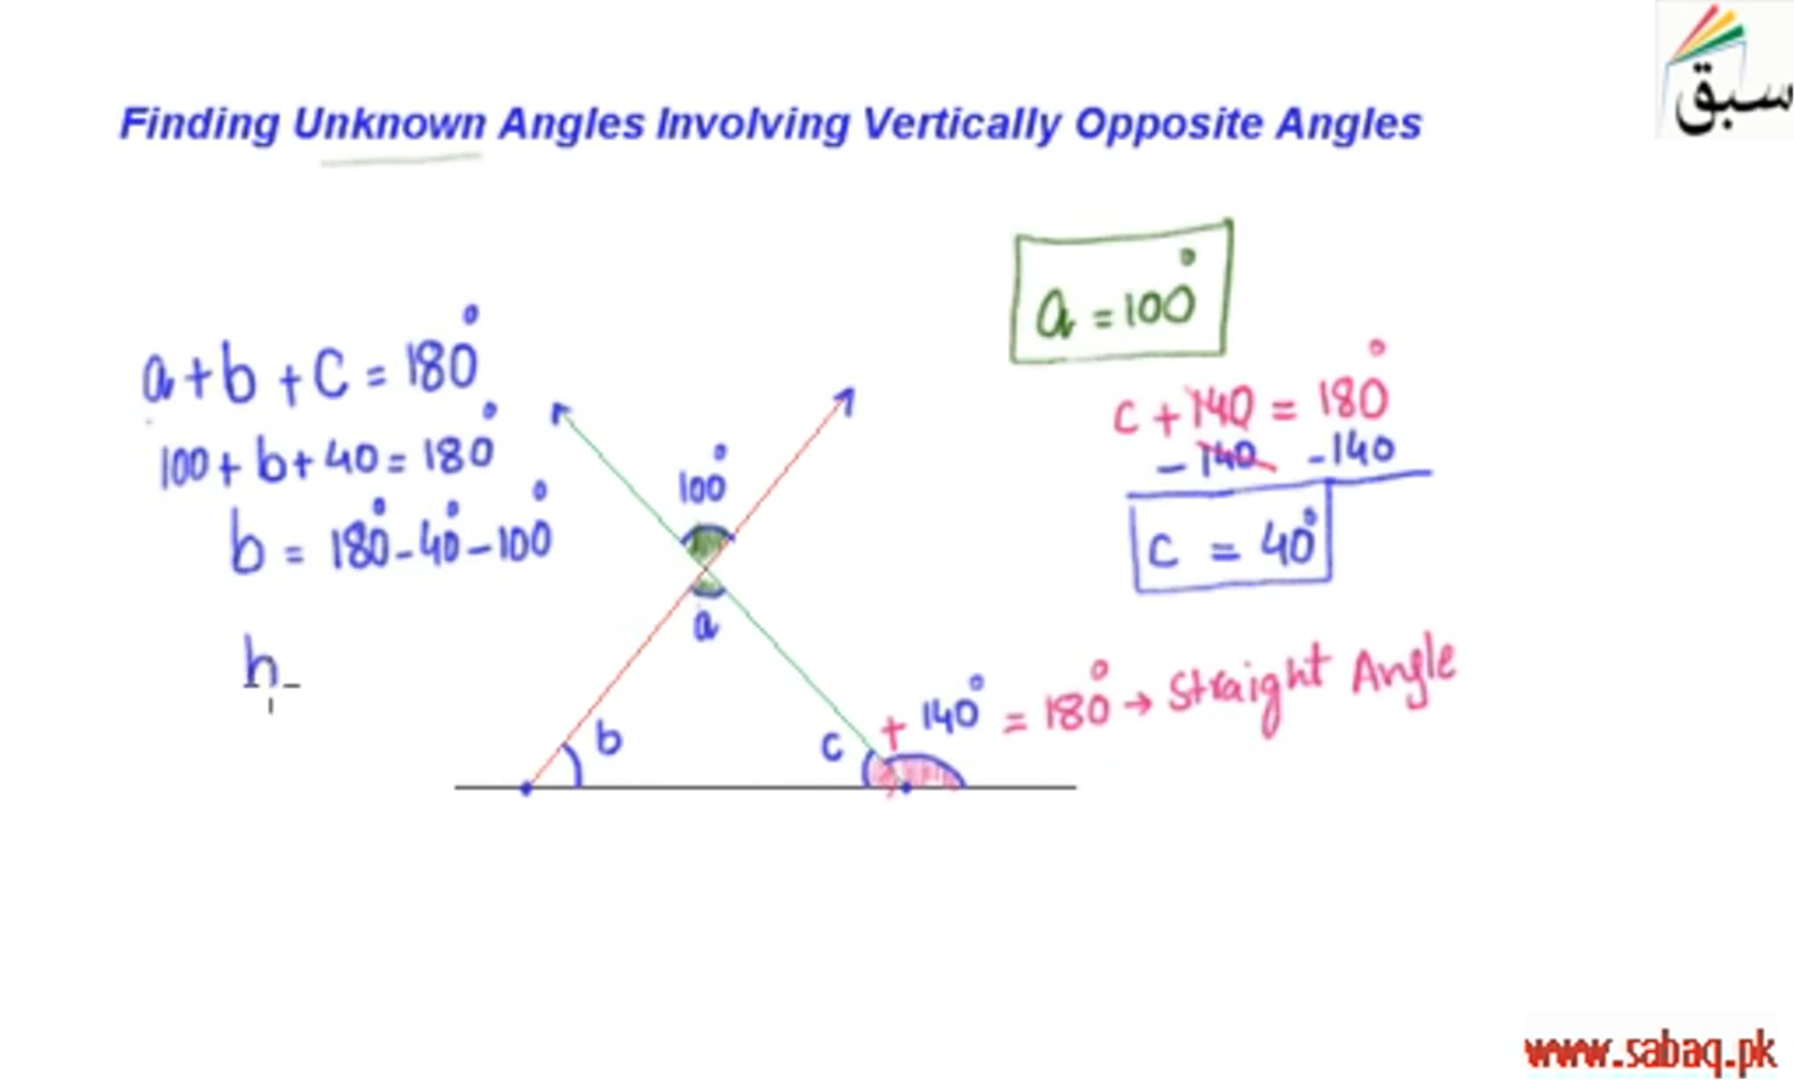 سبق
Finding Unknown Angles Involving Vertically Opposite Angles
a = 100°
a + b + c = 180°
100 + b + 40 = 180°
b = 180° - 40° - 100°
c + 140 = 180°
- 140 - 140
c = 40°
100°
a
b
c + 140° = 180° → Straight Angle
www.sabaq.pk